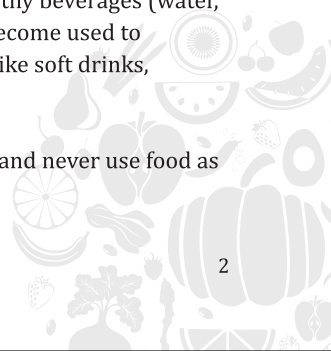 thy beverages (water,
ecome used to
ike soft drinks,
and never use food as
2